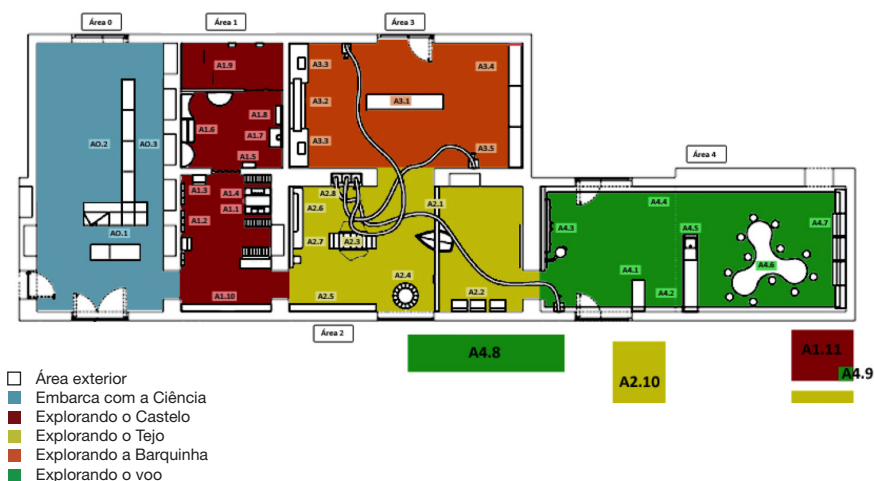 Área 0
Área 1
Área 3
A1.9
A3.3
A3.4
A3.2
A3.1
A1.8
A1.6
A1.7
AO.2
AO.3
A3.3
A3.5
A1.5
Área 4
A1.3
A1.4
A2.8
A1.1
A2.6
A2.1
A4.4
A1.2
A4.7
AO.1
A2.7
A2.3
A4.3
A4.5
A4.6
A2.4
A4.1
A1.10
A2.5
A2.2
A4.2
Área 2
A4.8
A1.11
A4.9
A2.10
Área exterior
Embarca com a Ciência
Explorando o Castelo
Explorando o Tejo
Explorando a Barquinha
Explorando o voo